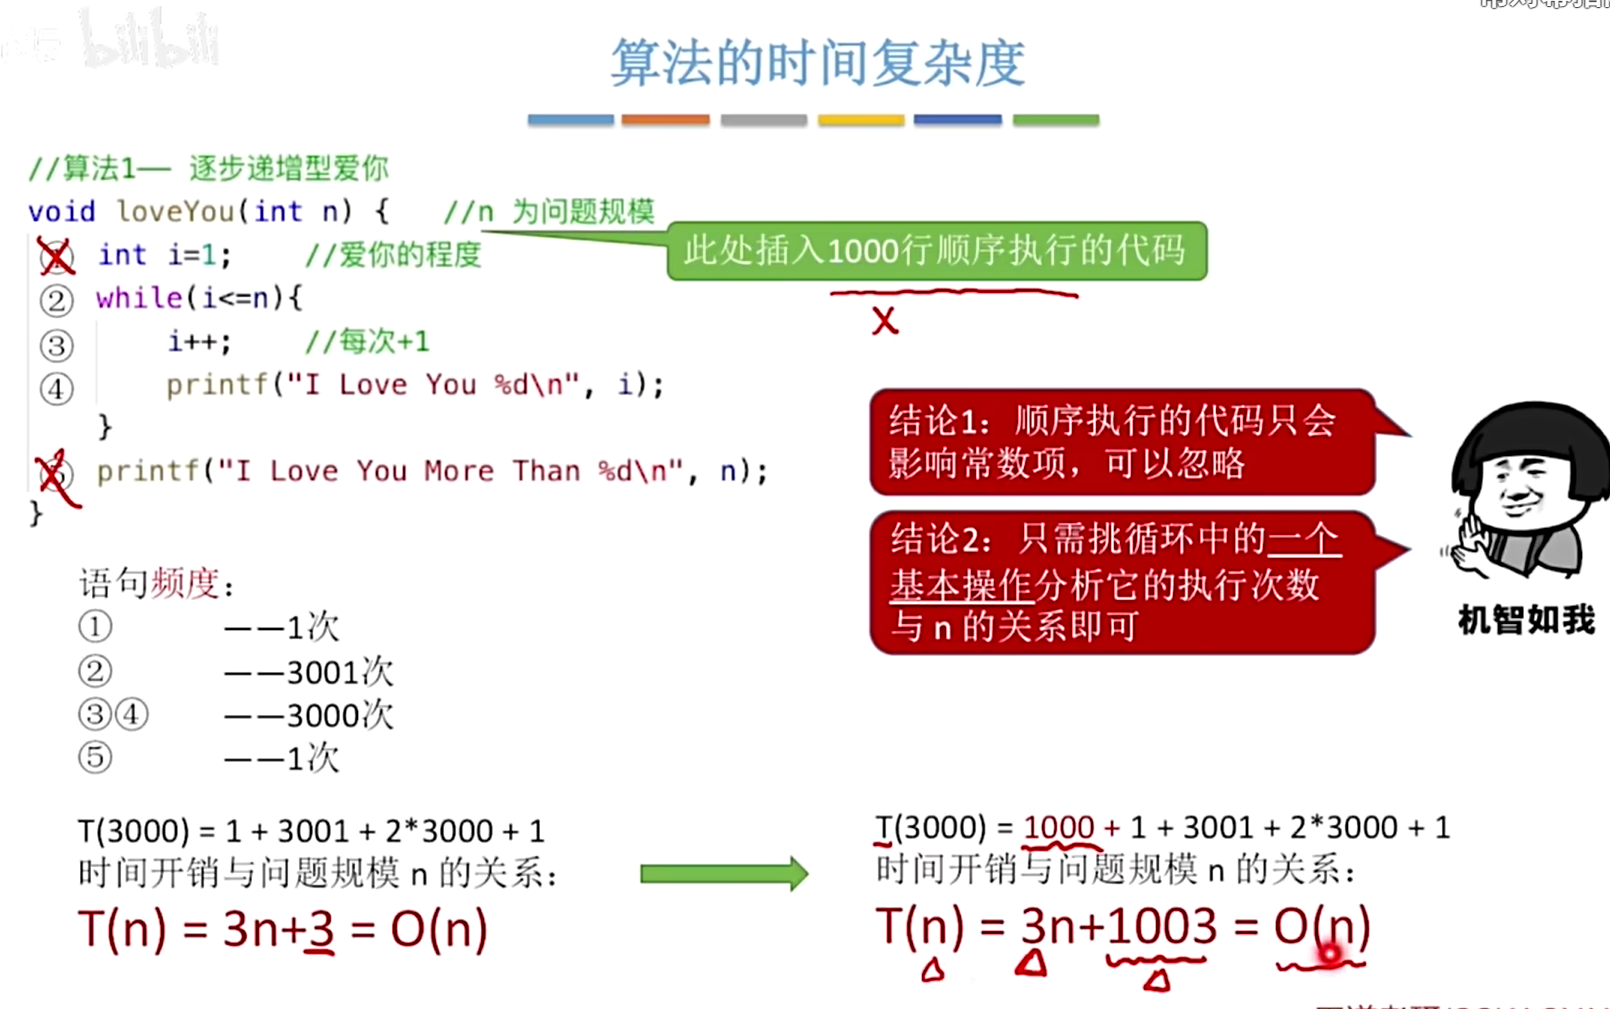 bilibili
算法的时间复杂度
//算法1—— 逐步递增型爱你
void loveYou(int n) {   //n 为问题规模
int i=1;   //爱你的程度
② while(i<=n){
③ i++;   //每次+1
④ printf("I Love You %d\n", i);
}
printf("I Love You More Than %d\n", n);
}
此处插入1000行顺序执行的代码
X
结论1：顺序执行的代码只会
影响常数项，可以忽略
结论2：只需挑循环中的一个
基本操作分析它的执行次数
与 n 的关系即可
机智如我
语句频度：
① ——1次
② ——3001次
③④ ——3000次
⑤ ——1次
T(3000) = 1 + 3001 + 2*3000 + 1
时间开销与问题规模 n 的关系：
T(n) = 3n+3 = O(n)
T(3000) = 1000 + 1 + 3001 + 2*3000 + 1
时间开销与问题规模 n 的关系：
T(n) = 3n+1003 = O(n)